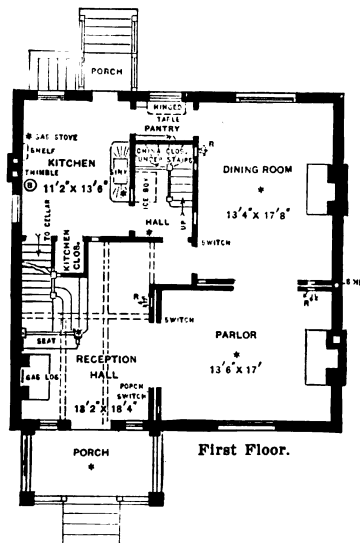 PORCH
HINGED
TABLE
PANTRY
CHINA CLOS.
UNDER STAIRS
R
GAS STOVE
SHELF
KITCHEN
THIMBLE
B
11'2" X 13'8"
SINK
ICE BOX
DINING ROOM
13'4" X 17'8"
TO CELLAR
KITCHEN
CLOS.
HALL
UP
SWITCH
R
R
SWITCH
PARLOR
13'6" X 17'
SEAT
RECEPTION
HALL
GAS LOG
PORCH
SWITCH
13'2" X 18'4"
First Floor.
PORCH